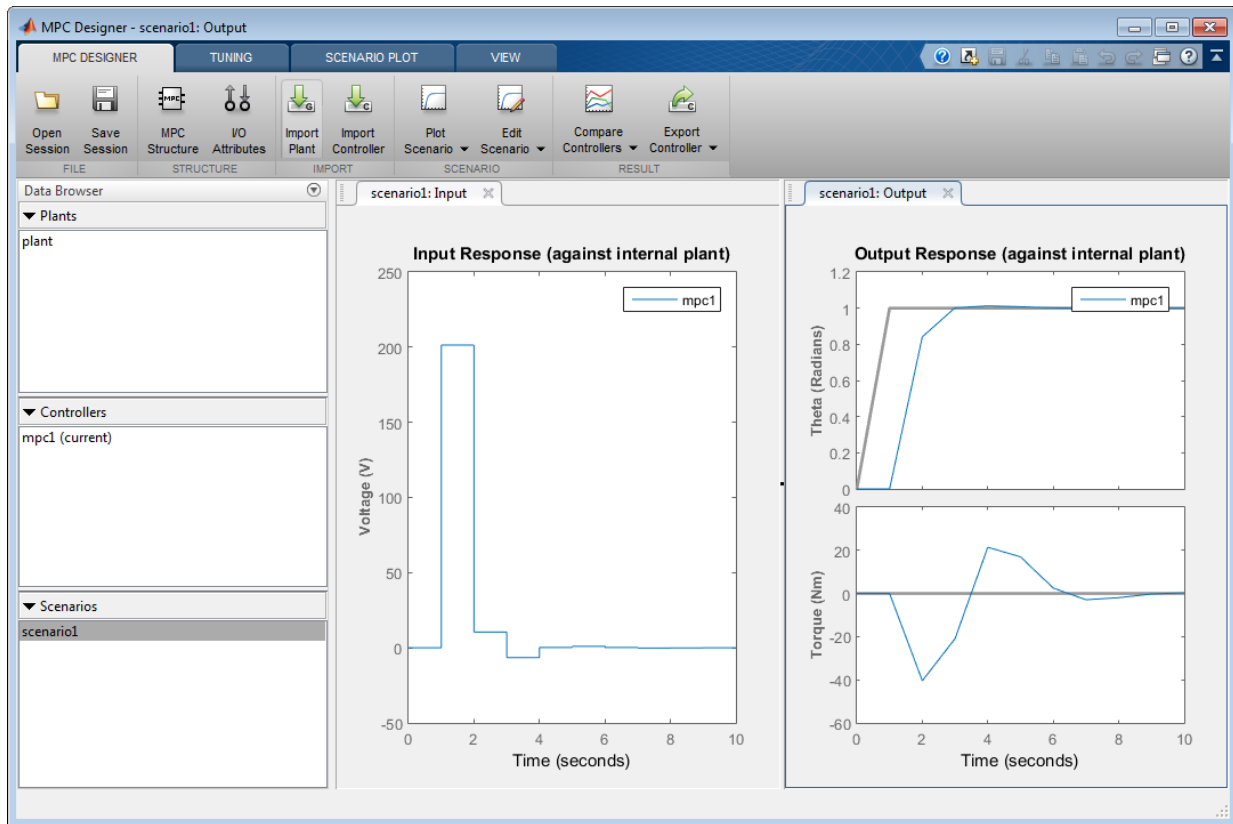 MPC Designer - scenario1: Output
MPC DESIGNER TUNING SCENARIO PLOT VIEW
Open Session
Save Session
MPC Structure
I/O Attributes
Import Plant
Import Controller
Plot Scenario
Edit Scenario
Compare Controllers
Export Controller
FILE STRUCTURE IMPORT SCENARIO RESULT
Data Browser
Plants
plant
Controllers
mpc1 (current)
Scenarios
scenario1
scenario1: Input
Input Response (against internal plant)
mpc1
Voltage (V)
250
200
150
100
50
0
-50
0 2 4 6 8 10
Time (seconds)
scenario1: Output
Output Response (against internal plant)
mpc1
Theta (Radians)
1.2
1
0.8
0.6
0.4
0.2
0
Torque (Nm)
40
20
0
-20
-40
-60
0 2 4 6 8 10
Time (seconds)